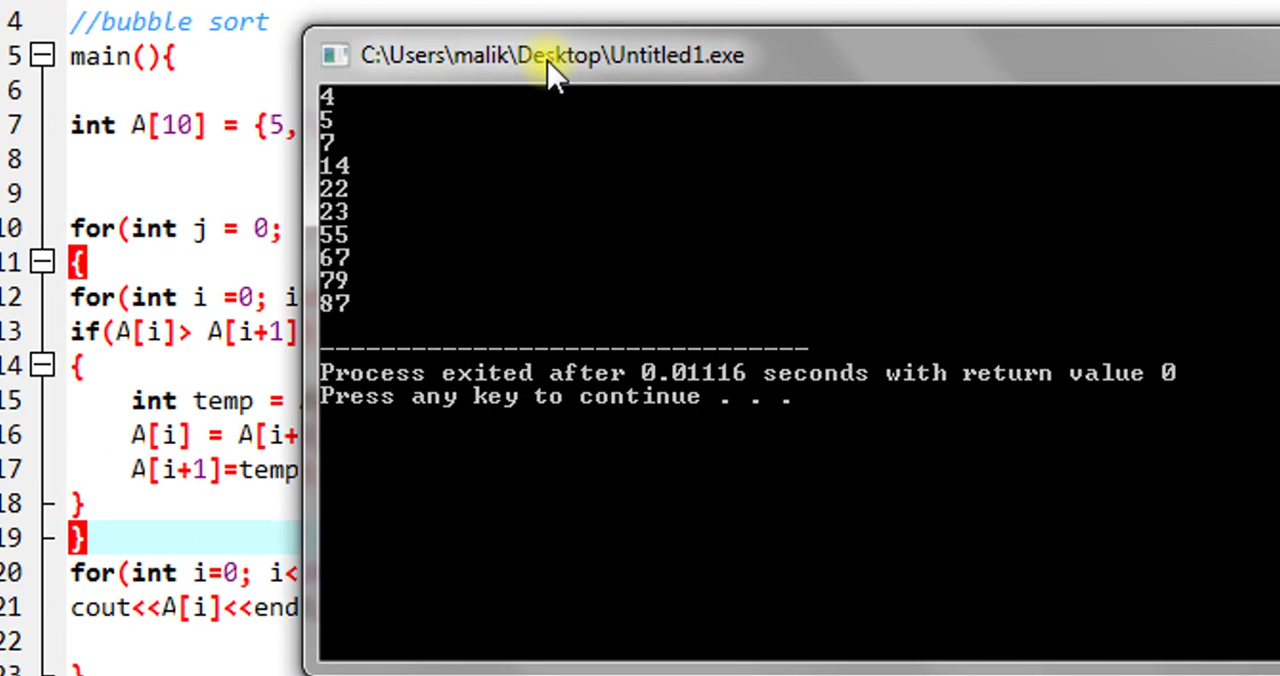 4 //bubble sort
5 main(){
6
7 int A[10] = {5,
8
9
10 for(int j = 0;
11 {
12 for(int i =0; i
13 if(A[i]> A[i+1]
14 {
15 int temp =
16 A[i] = A[i+
17 A[i+1]=temp
18 }
19 }
20 for(int i=0; i<
21 cout<<A[i]<<end
22
23 }
C:\Users\malik\Desktop\Untitled1.exe
4
5
7
14
22
23
55
67
79
87
--------------------------------
Process exited after 0.01116 seconds with return value 0
Press any key to continue . . .